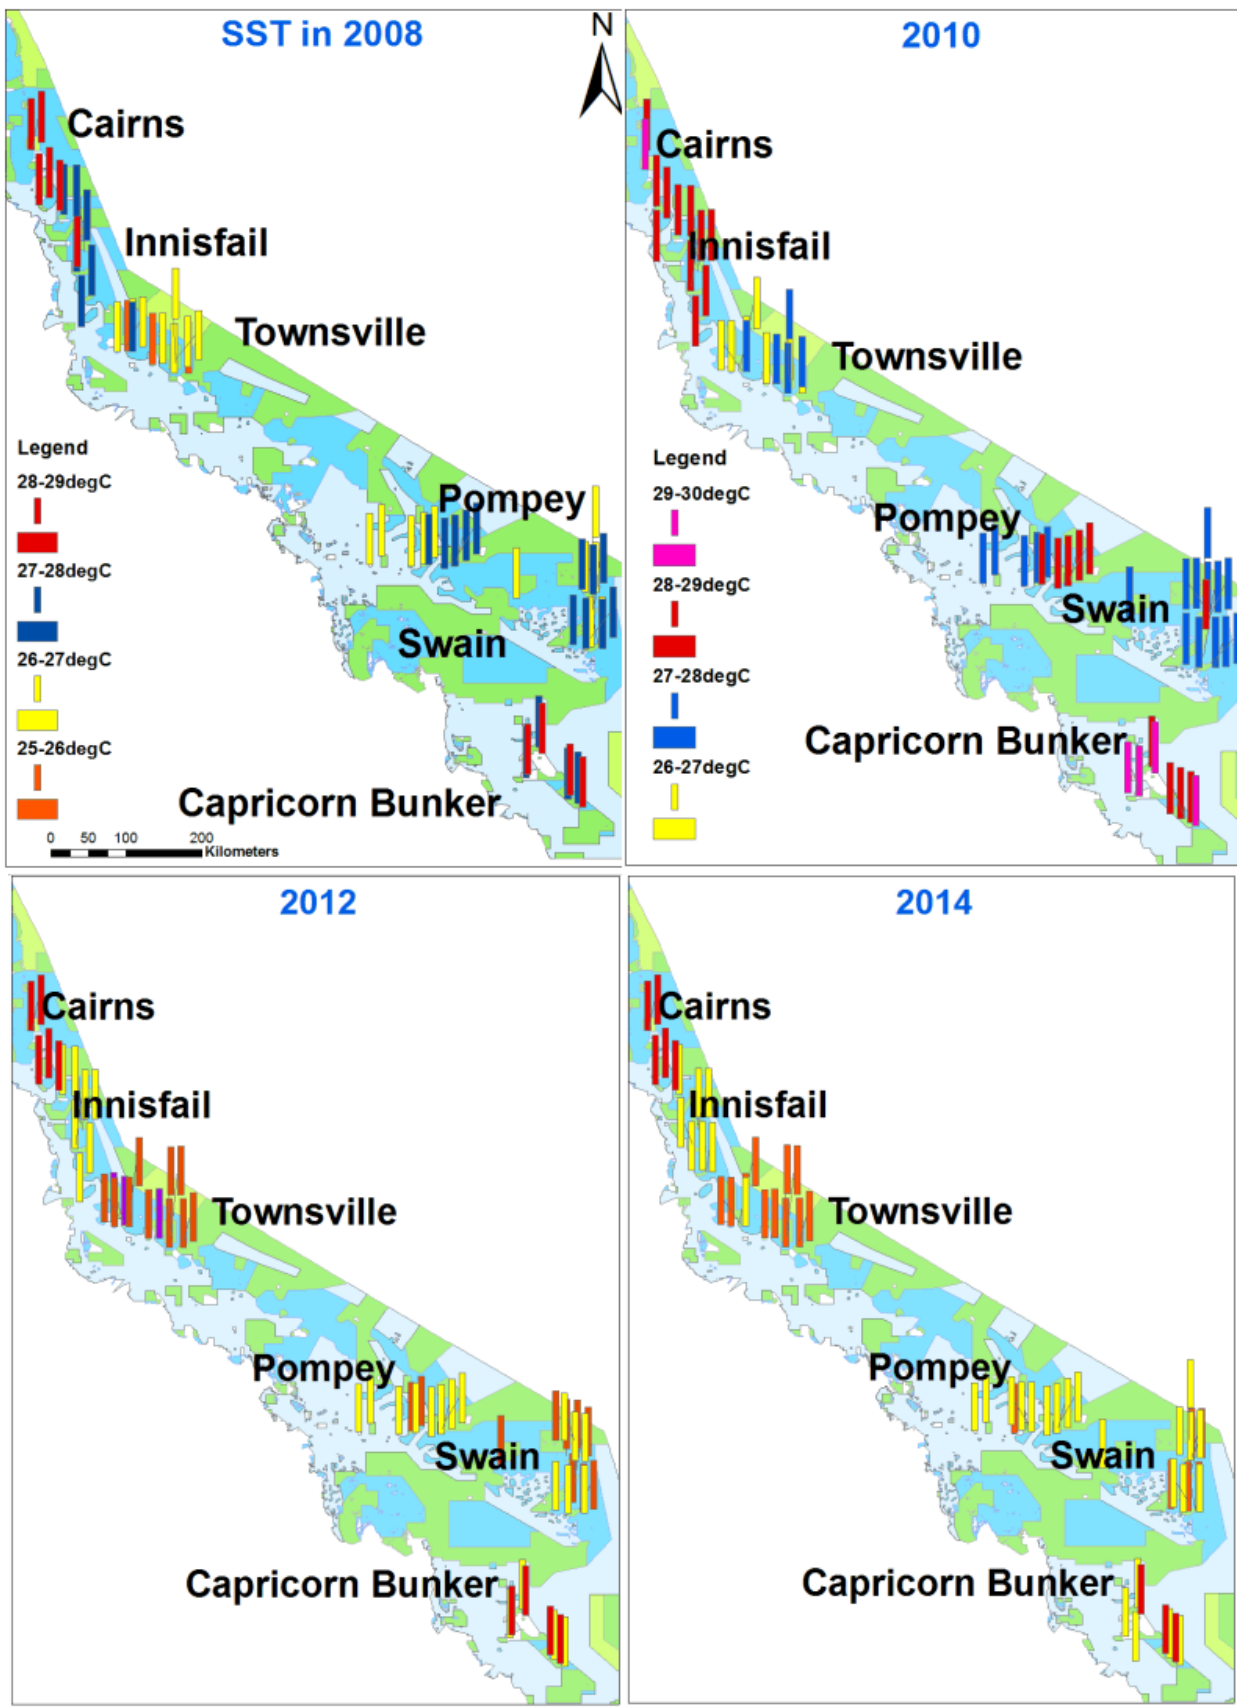 SST in 2008
N
Cairns
Innisfail
Townsville
Legend
28-29degC
27-28degC
26-27degC
25-26degC
Pompey
Swain
Capricorn Bunker
0 50 100 200
Kilometers
2010
Cairns
Innisfail
Townsville
Legend
29-30degC
28-29degC
27-28degC
26-27degC
Pompey
Swain
Capricorn Bunker
2012
Cairns
Innisfail
Townsville
Pompey
Swain
Capricorn Bunker
2014
Cairns
Innisfail
Townsville
Pompey
Swain
Capricorn Bunker